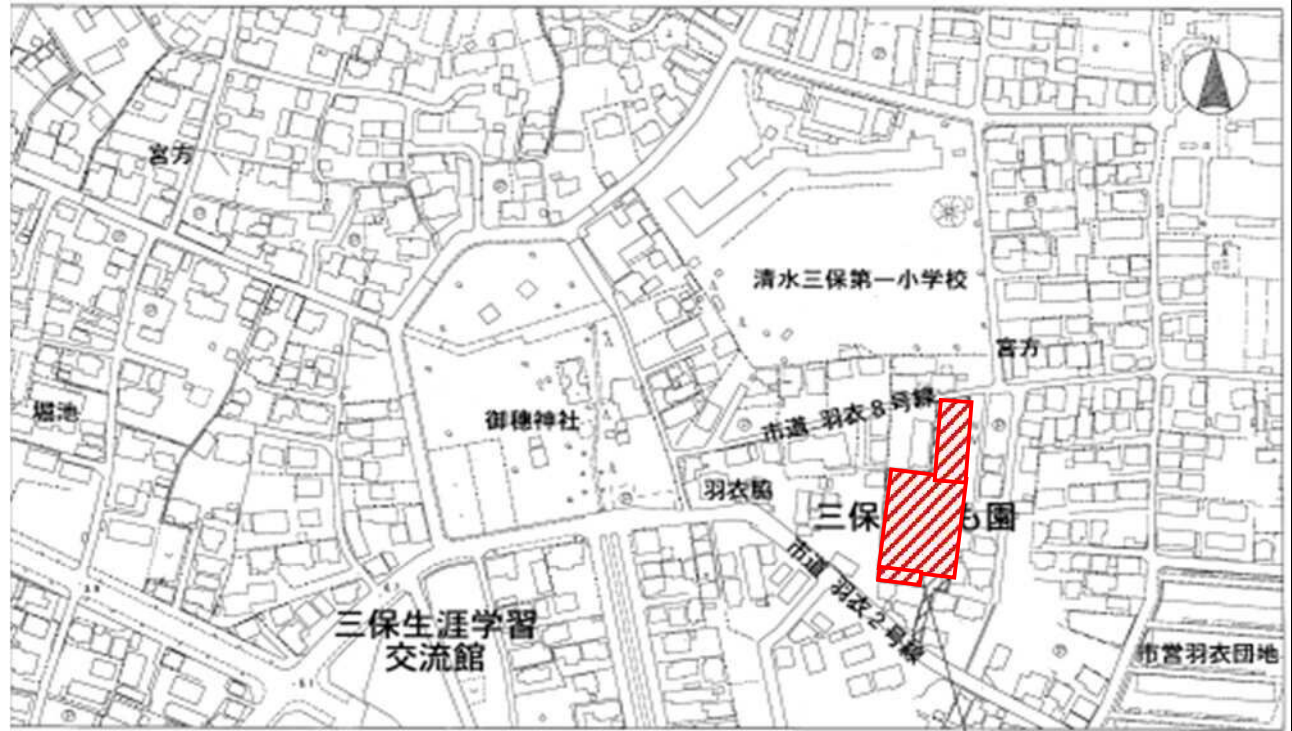 N
宮方
清水三保第一小学校
宮方
堀池
御穂神社
市道 羽衣8号線
羽衣脇
三保
も園
市道 羽衣2号線
三保生涯学習
交流館
市営羽衣団地